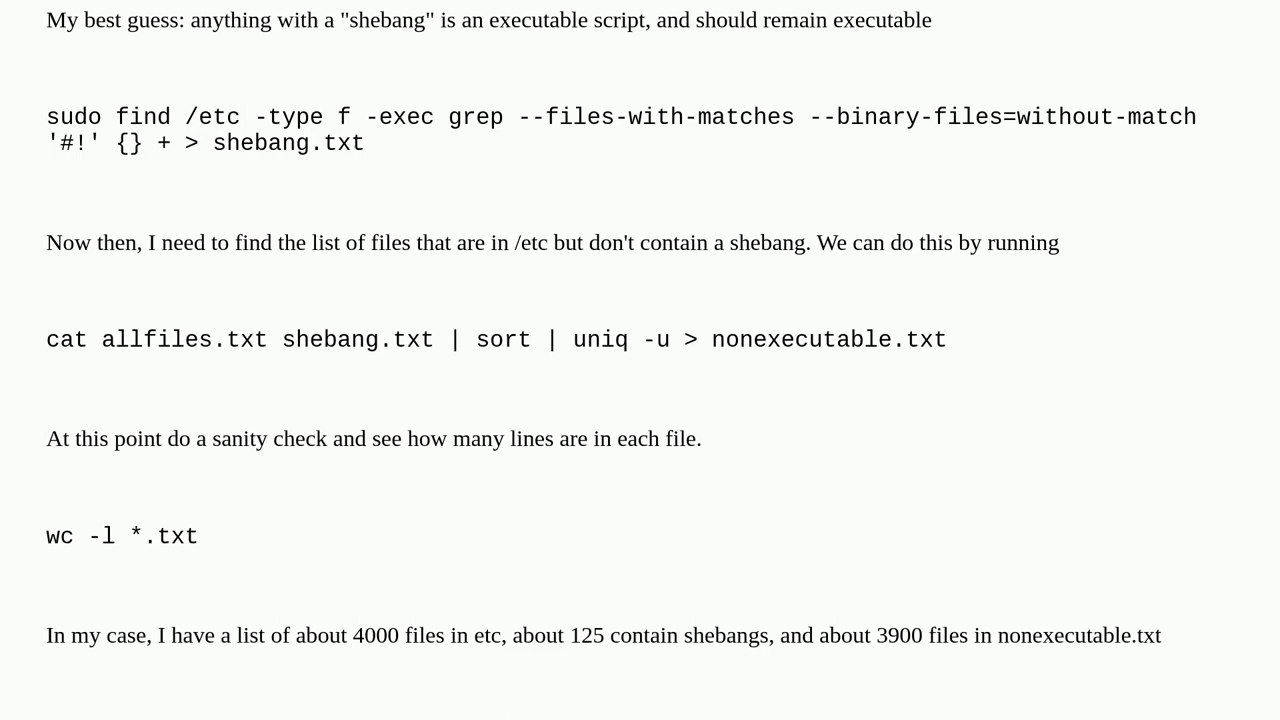 My best guess: anything with a "shebang" is an executable script, and should remain executable
sudo find /etc -type f -exec grep --files-with-matches --binary-files=without-match
'#!' {} + > shebang.txt
Now then, I need to find the list of files that are in /etc but don't contain a shebang. We can do this by running
cat allfiles.txt shebang.txt | sort | uniq -u > nonexecutable.txt
At this point do a sanity check and see how many lines are in each file.
wc -l *.txt
In my case, I have a list of about 4000 files in etc, about 125 contain shebangs, and about 3900 files in nonexecutable.txt